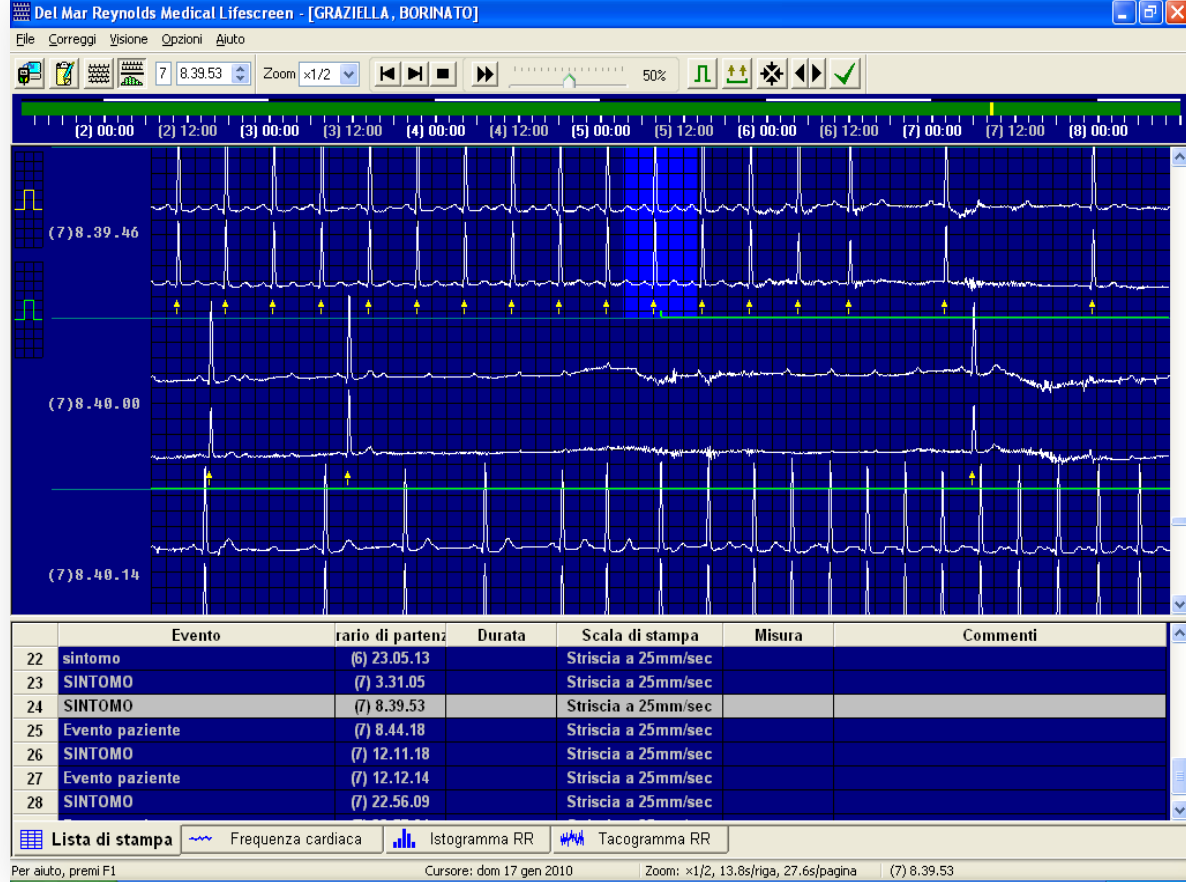 Del Mar Reynolds Medical Lifescreen - [GRAZIELLA, BORINATO]
File Correggi Visione Opzioni Aiuto
7 8.39.53 Zoom ×1/2 50%
(2) 00:00 (2) 12:00 (3) 00:00 (3) 12:00 (4) 00:00 (4) 12:00 (5) 00:00 (5) 12:00 (6) 00:00 (6) 12:00 (7) 00:00 (7) 12:00 (8) 00:00
(7)8.39.46
(7)8.40.00
(7)8.40.14
Evento rario di partenz Durata Scala di stampa Misura Commenti
22 sintomo (6) 23.05.13 Striscia a 25mm/sec
23 SINTOMO (7) 3.31.05 Striscia a 25mm/sec
24 SINTOMO (7) 8.39.53 Striscia a 25mm/sec
25 Evento paziente (7) 8.44.18 Striscia a 25mm/sec
26 SINTOMO (7) 12.11.18 Striscia a 25mm/sec
27 Evento paziente (7) 12.12.14 Striscia a 25mm/sec
28 SINTOMO (7) 22.56.09 Striscia a 25mm/sec
Lista di stampa Frequenza cardiaca Istogramma RR Tacogramma RR
Per aiuto, premi F1 Cursore: dom 17 gen 2010 Zoom: ×1/2, 13.8s/riga, 27.6s/pagina (7) 8.39.53